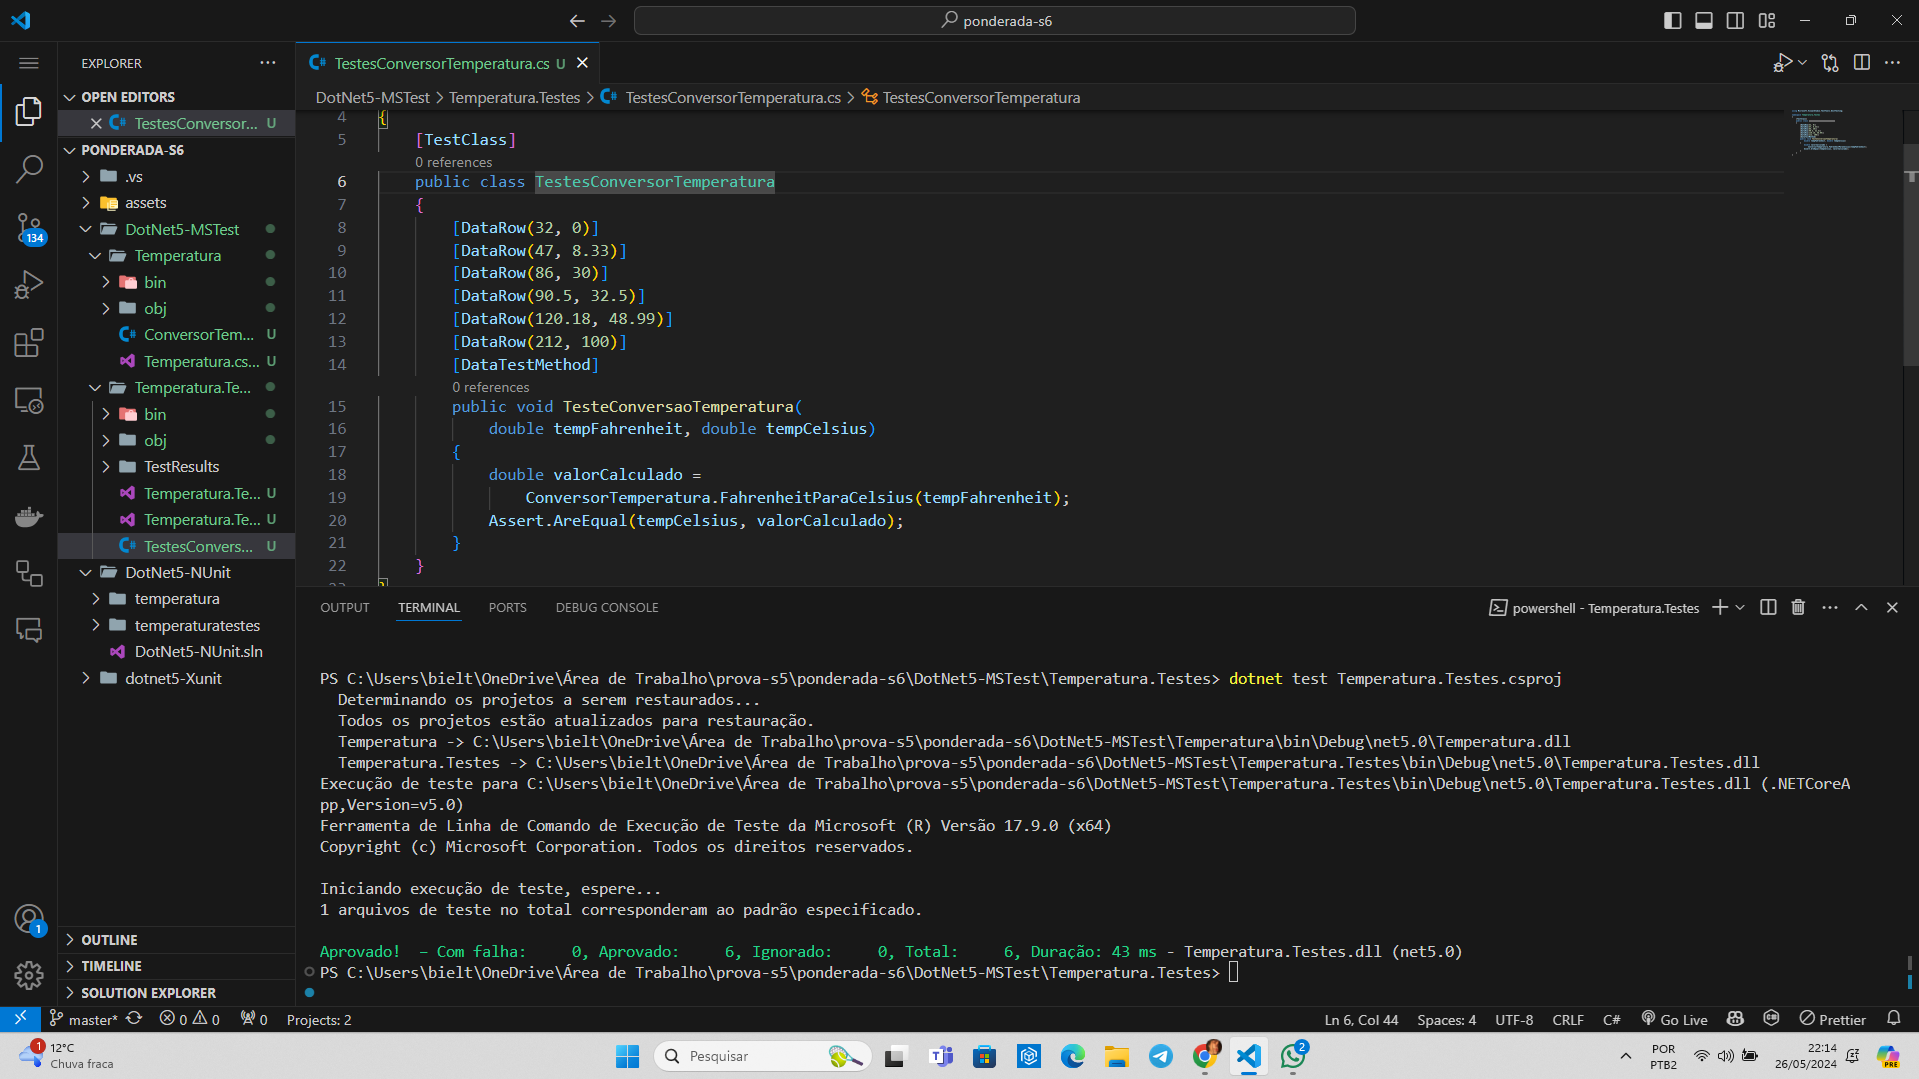 ponderada-s6
EXPLORER
OPEN EDITORS
TestesConversor... U
PONDERADA-S6
.vs
assets
DotNet5-MSTest
Temperatura
bin
obj
ConversorTem... U
Temperatura.cs... U
Temperatura.Te...
bin
obj
TestResults
Temperatura.Te... U
Temperatura.Te... U
TestesConvers... U
DotNet5-NUnit
temperatura
temperaturatestes
DotNet5-NUnit.sln
dotnet5-Xunit
OUTLINE
TIMELINE
SOLUTION EXPLORER
134
1
TestesConversorTemperatura.cs U
DotNet5-MSTest > Temperatura.Testes > TestesConversorTemperatura.cs > TestesConversorTemperatura
4 {
5 [TestClass]
0 references
6 public class TestesConversorTemperatura
7 {
8 [DataRow(32, 0)]
9 [DataRow(47, 8.33)]
10 [DataRow(86, 30)]
11 [DataRow(90.5, 32.5)]
12 [DataRow(120.18, 48.99)]
13 [DataRow(212, 100)]
14 [DataTestMethod]
0 references
15 public void TesteConversaoTemperatura(
16 double tempFahrenheit, double tempCelsius)
17 {
18 double valorCalculado =
19 ConversorTemperatura.FahrenheitParaCelsius(tempFahrenheit);
20 Assert.AreEqual(tempCelsius, valorCalculado);
21 }
22 }
OUTPUT TERMINAL PORTS DEBUG CONSOLE
powershell - Temperatura.Testes
PS C:\Users\bielt\OneDrive\Área de Trabalho\prova-s5\ponderada-s6\DotNet5-MSTest\Temperatura.Testes> dotnet test Temperatura.Testes.csproj
Determinando os projetos a serem restaurados...
Todos os projetos estão atualizados para restauração.
Temperatura -> C:\Users\bielt\OneDrive\Área de Trabalho\prova-s5\ponderada-s6\DotNet5-MSTest\Temperatura\bin\Debug\net5.0\Temperatura.dll
Temperatura.Testes -> C:\Users\bielt\OneDrive\Área de Trabalho\prova-s5\ponderada-s6\DotNet5-MSTest\Temperatura.Testes\bin\Debug\net5.0\Temperatura.Testes.dll
Execução de teste para C:\Users\bielt\OneDrive\Área de Trabalho\prova-s5\ponderada-s6\DotNet5-MSTest\Temperatura.Testes\bin\Debug\net5.0\Temperatura.Testes.dll (.NETCoreA
pp,Version=v5.0)
Ferramenta de Linha de Comando de Execução de Teste da Microsoft (R) Versão 17.9.0 (x64)
Copyright (c) Microsoft Corporation. Todos os direitos reservados.
Iniciando execução de teste, espere...
1 arquivos de teste no total corresponderam ao padrão especificado.
Aprovado! – Com falha: 0, Aprovado: 6, Ignorado: 0, Total: 6, Duração: 43 ms - Temperatura.Testes.dll (net5.0)
PS C:\Users\bielt\OneDrive\Área de Trabalho\prova-s5\ponderada-s6\DotNet5-MSTest\Temperatura.Testes>
master* 0 0 0 Projects: 2
Ln 6, Col 44 Spaces: 4 UTF-8 CRLF C# Go Live Prettier
1
12°C
Chuva fraca
Pesquisar
2
POR
PTB2
22:14
26/05/2024
PRE